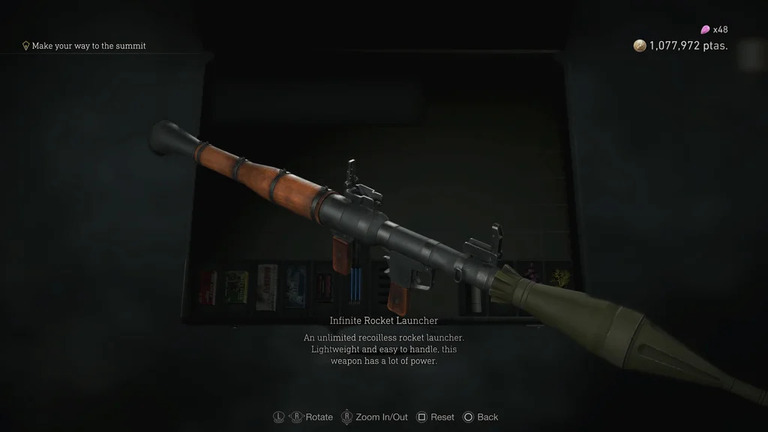 x48
Make your way to the summit
1,077,972 ptas.
Infinite Rocket Launcher
An unlimited recoilless rocket launcher.
Lightweight and easy to handle, this
weapon has a lot of power.
L R Rotate R Zoom In/Out Reset Back